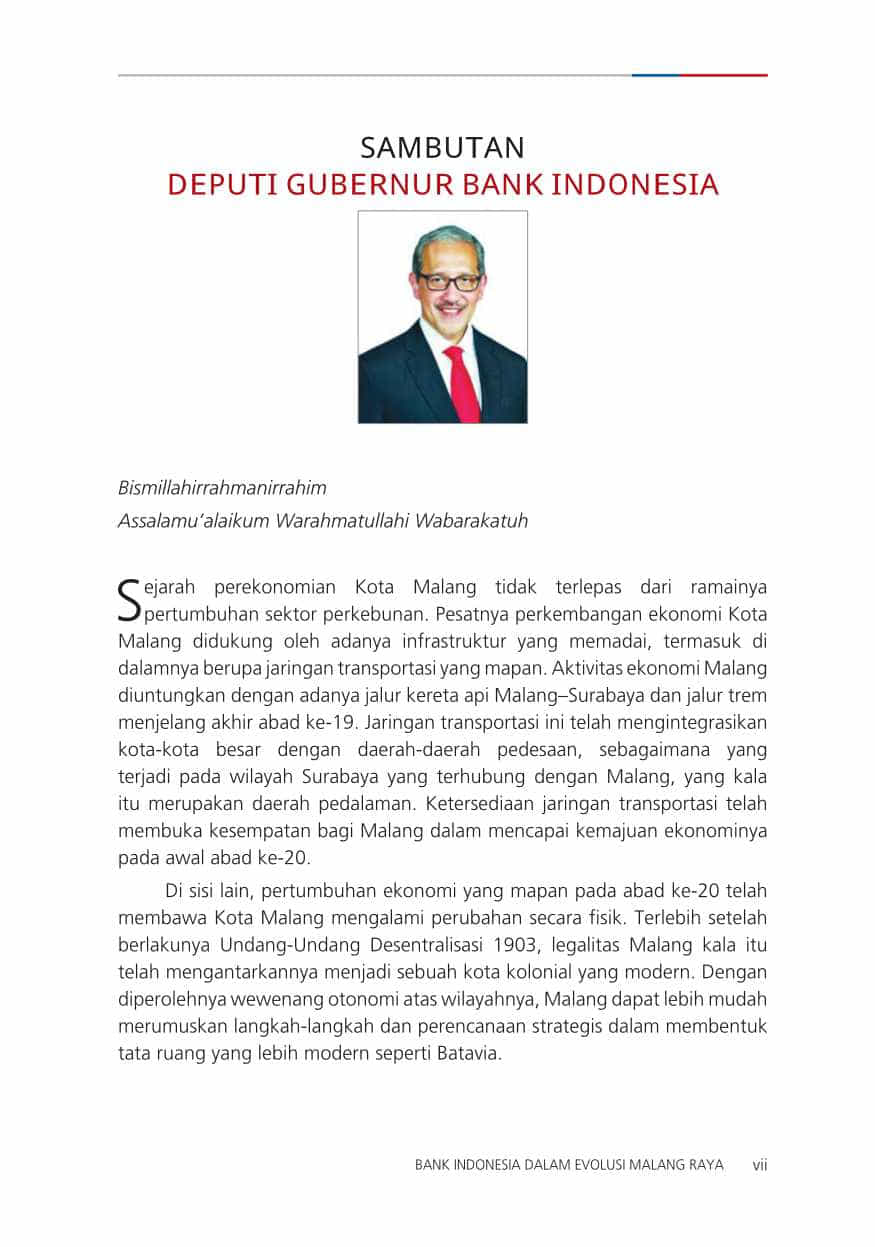 SAMBUTAN
DEPUTI GUBERNUR BANK INDONESIA
Bismillahirrahmanirrahim
Assalamu’alaikum Warahmatullahi Wabarakatuh
Sejarah perekonomian Kota Malang tidak terlepas dari ramainya
pertumbuhan sektor perkebunan. Pesatnya perkembangan ekonomi Kota
Malang didukung oleh adanya infrastruktur yang memadai, termasuk di
dalamnya berupa jaringan transportasi yang mapan. Aktivitas ekonomi Malang
diuntungkan dengan adanya jalur kereta api Malang–Surabaya dan jalur trem
menjelang akhir abad ke-19. Jaringan transportasi ini telah mengintegrasikan
kota-kota besar dengan daerah-daerah pedesaan, sebagaimana yang
terjadi pada wilayah Surabaya yang terhubung dengan Malang, yang kala
itu merupakan daerah pedalaman. Ketersediaan jaringan transportasi telah
membuka kesempatan bagi Malang dalam mencapai kemajuan ekonominya
pada awal abad ke-20.
Di sisi lain, pertumbuhan ekonomi yang mapan pada abad ke-20 telah
membawa Kota Malang mengalami perubahan secara fisik. Terlebih setelah
berlakunya Undang-Undang Desentralisasi 1903, legalitas Malang kala itu
telah mengantarkannya menjadi sebuah kota kolonial yang modern. Dengan
diperolehnya wewenang otonomi atas wilayahnya, Malang dapat lebih mudah
merumuskan langkah-langkah dan perencanaan strategis dalam membentuk
tata ruang yang lebih modern seperti Batavia.
BANK INDONESIA DALAM EVOLUSI MALANG RAYA vii